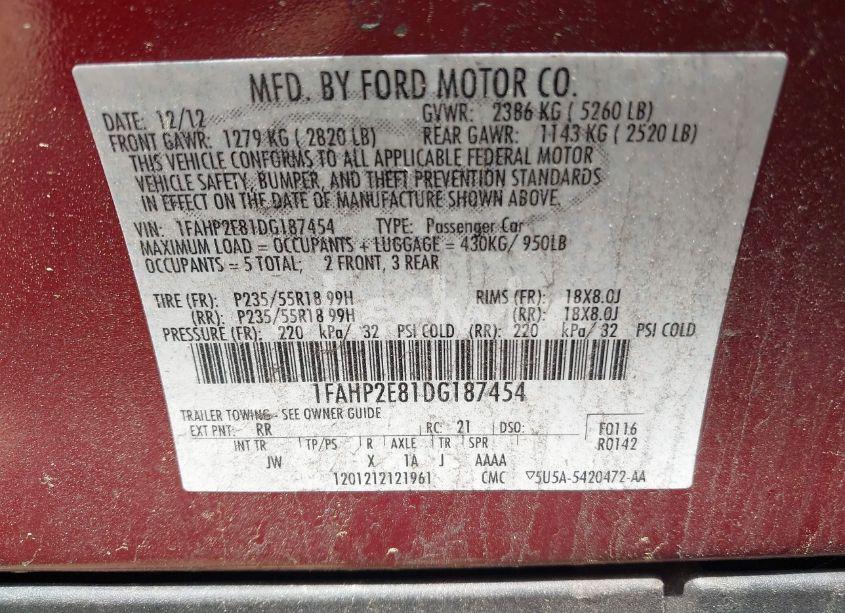 MFD. BY FORD MOTOR CO.
DATE: 12/12 GVWR: 2386 KG ( 5260 LB)
FRONT GAWR: 1279 KG ( 2820 LB) REAR GAWR: 1143 KG ( 2520 LB)
THIS VEHICLE CONFORMS TO ALL APPLICABLE FEDERAL MOTOR
VEHICLE SAFETY, BUMPER, AND THEFT PREVENTION STANDARDS
IN EFFECT ON THE DATE OF MANUFACTURE SHOWN ABOVE.
VIN: 1FAHP2E81DG187454 TYPE: Passenger Car
MAXIMUM LOAD = OCCUPANTS + LUGGAGE = 430KG/ 950LB
OCCUPANTS = 5 TOTAL; 2 FRONT, 3 REAR
TIRE (FR): P235/55R18 99H RIMS (FR): 18X8.0J
(RR): P235/55R18 99H (RR): 18X8.0J
PRESSURE (FR): 220 kPa/ 32 PSI COLD (RR): 220 kPa/ 32 PSI COLD
1FAHP2E81DG187454
TRAILER TOWING - SEE OWNER GUIDE
EXT PNT: RR RC: 21 DSO: F0116
INT TR TP/PS R AXLE TR SPR R0142
JW X 1A J AAAA
1201212121961 CMC ▽5U5A-5420472-AA